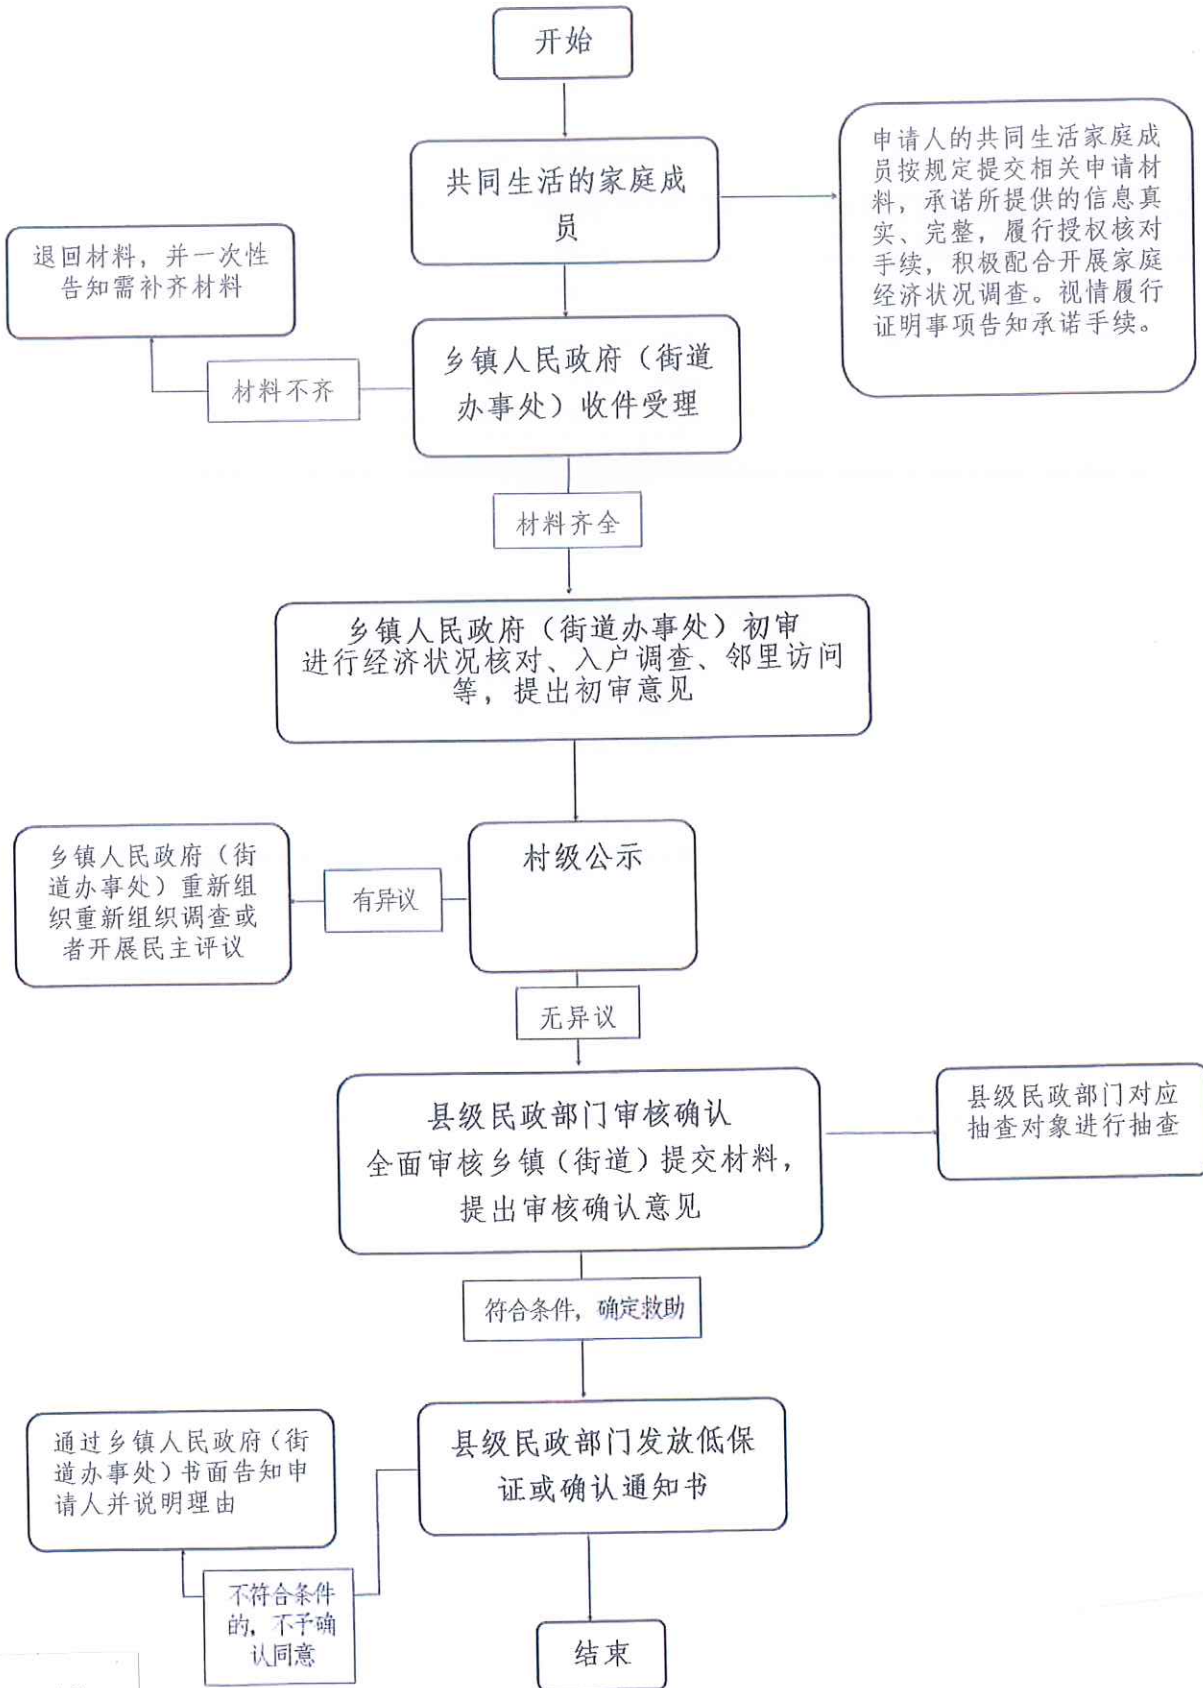 开始
共同生活的家庭成
员
申请人的共同生活家庭成
员按规定提交相关申请材
料，承诺所提供的信息真
实、完整，履行授权核对
手续，积极配合开展家庭
经济状况调查。视情履行
证明事项告知承诺手续。
退回材料，并一次性
告知需补齐材料
材料不齐
乡镇人民政府（街道
办事处）收件受理
材料齐全
乡镇人民政府（街道办事处）初审
进行经济状况核对、入户调查、邻里访问
等，提出初审意见
村级公示
有异议
乡镇人民政府（街
道办事处）重新组
织重新组织调查或
者开展民主评议
无异议
县级民政部门审核确认
全面审核乡镇（街道）提交材料，
提出审核确认意见
县级民政部门对应
抽查对象进行抽查
符合条件，确定救助
县级民政部门发放低保
证或确认通知书
通过乡镇人民政府（街
道办事处）书面告知申
请人并说明理由
不符合条件
的，不予确
认同意
结束